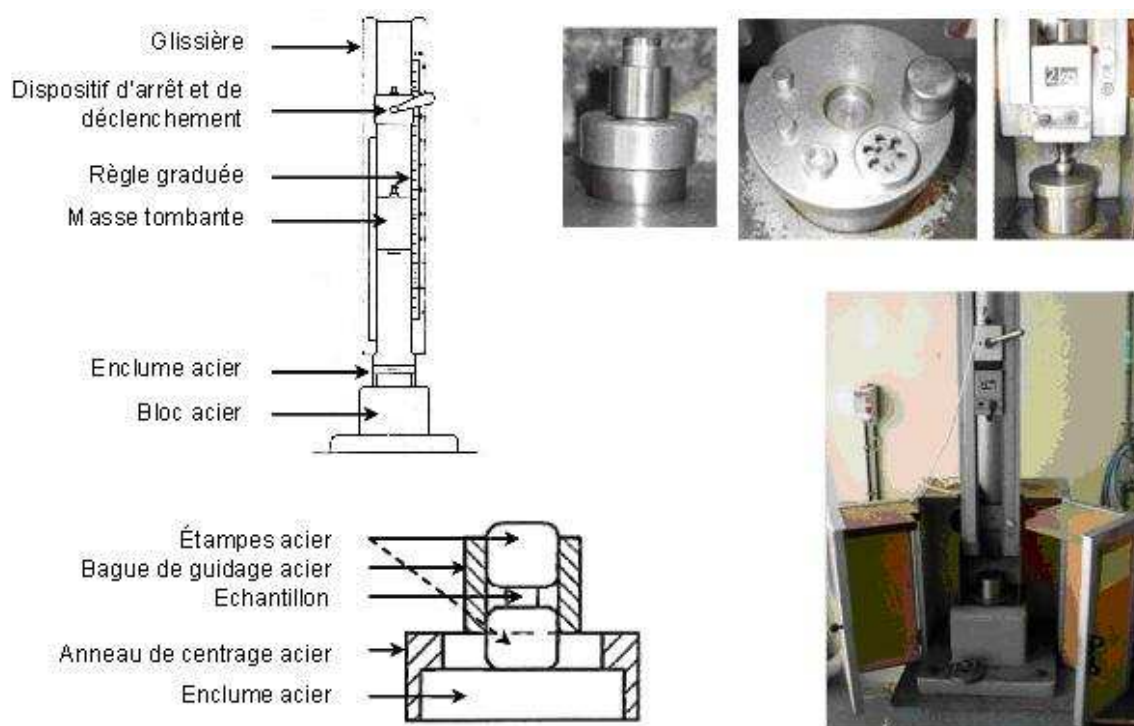 Glissière
Dispositif d'arrêt et de
déclenchement
Règle graduée
Masse tombante
Enclume acier
Bloc acier
Étampes acier
Bague de guidage acier
Echantillon
Anneau de centrage acier
Enclume acier